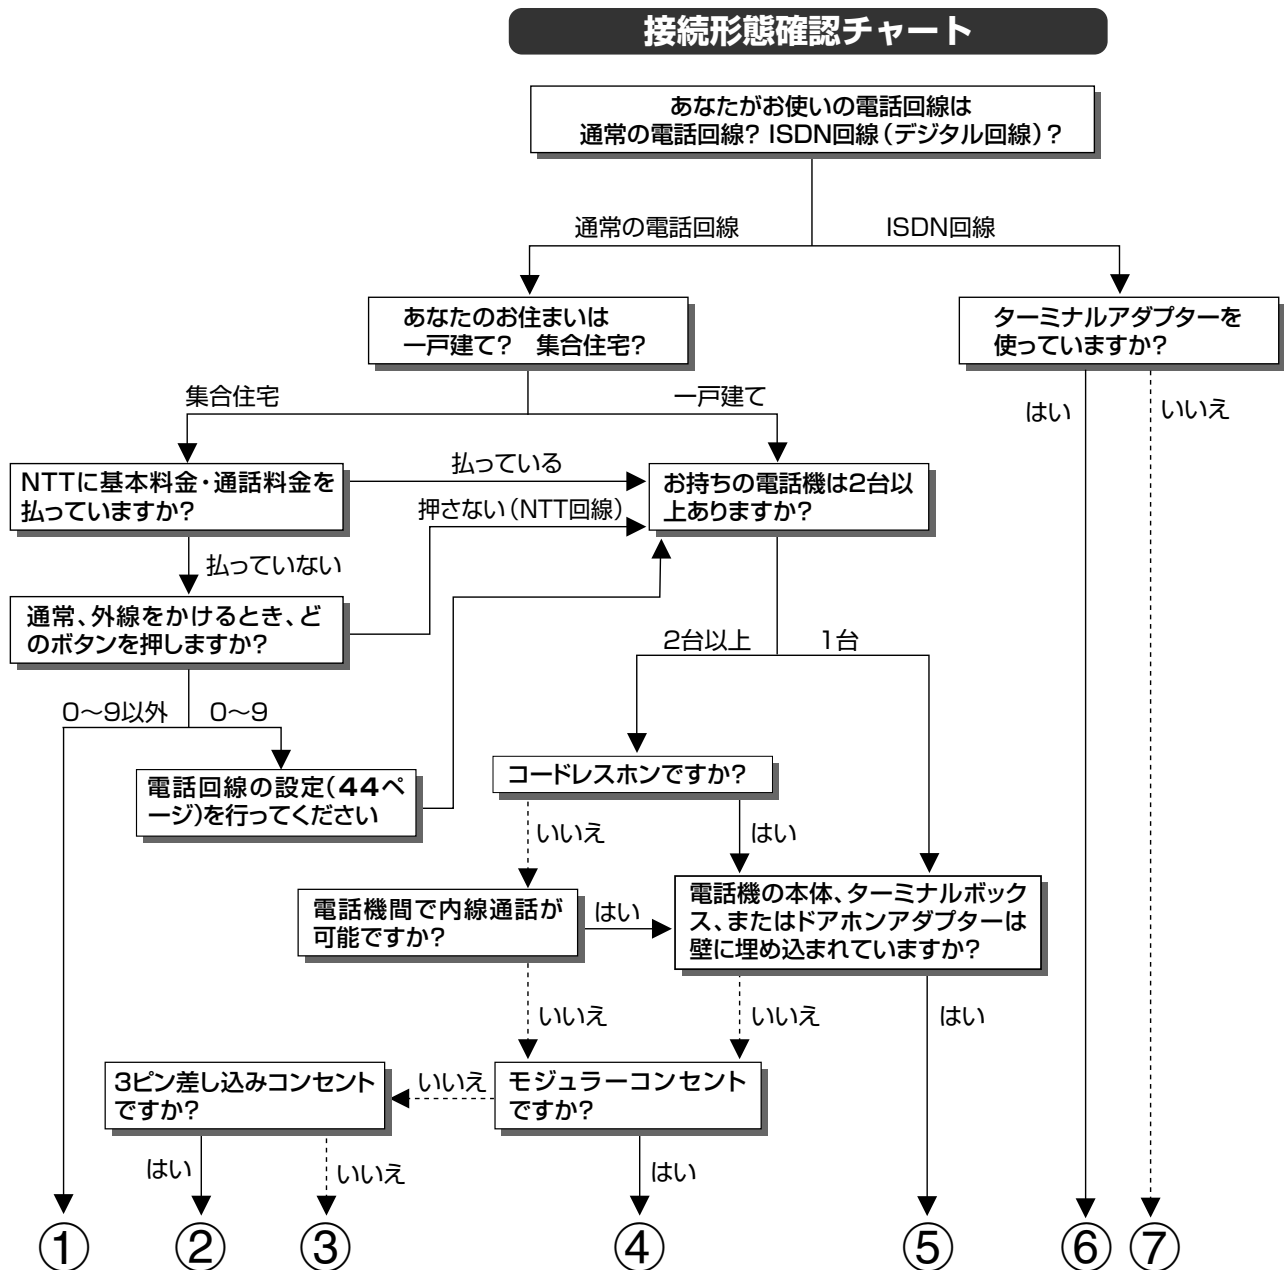 接続形態確認チャート
あなたがお使いの電話回線は
通常の電話回線? ISDN回線(デジタル回線)?
通常の電話回線
ISDN回線
あなたのお住まいは
一戸建て? 集合住宅?
ターミナルアダプターを
使っていますか?
集合住宅
一戸建て
はい
いいえ
NTTに基本料金・通話料金を
払っていますか?
払っている
お持ちの電話機は2台以
上ありますか?
押さない(NTT回線)
払っていない
通常、外線をかけるとき、ど
のボタンを押しますか?
2台以上
1台
0〜9以外
0〜9
電話回線の設定(44ペ
ージ)を行ってください
コードレスホンですか?
いいえ
はい
電話機間で内線通話が
可能ですか?
はい
電話機の本体、ターミナルボック
ス、またはドアホンアダプターは
壁に埋め込まれていますか?
いいえ
いいえ
はい
3ピン差し込みコンセント
ですか?
いいえ
モジュラーコンセント
ですか?
はい
いいえ
はい
①
②
③
④
⑤
⑥
⑦